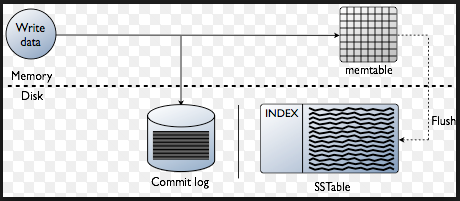 Write
data
memtable
Memory
Disk
INDEX
Flush
Commit log
SSTable